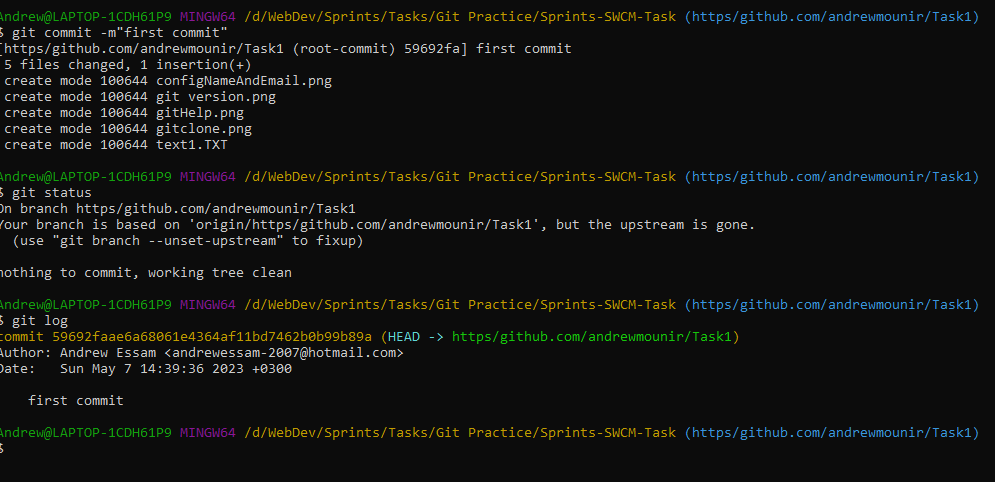 Andrew@LAPTOP-1CDH61P9 MINGW64 /d/WebDev/Sprints/Tasks/Git Practice/Sprints-SWCM-Task (https/github.com/andrewmounir/Task1)
$ git commit -m"first commit"
[https/github.com/andrewmounir/Task1 (root-commit) 59692fa] first commit
5 files changed, 1 insertion(+)
create mode 100644 configNameAndEmail.png
create mode 100644 git version.png
create mode 100644 gitHelp.png
create mode 100644 gitclone.png
create mode 100644 text1.TXT
Andrew@LAPTOP-1CDH61P9 MINGW64 /d/WebDev/Sprints/Tasks/Git Practice/Sprints-SWCM-Task (https/github.com/andrewmounir/Task1)
$ git status
On branch https/github.com/andrewmounir/Task1
Your branch is based on 'origin/https/github.com/andrewmounir/Task1', but the upstream is gone.
(use "git branch --unset-upstream" to fixup)
nothing to commit, working tree clean
Andrew@LAPTOP-1CDH61P9 MINGW64 /d/WebDev/Sprints/Tasks/Git Practice/Sprints-SWCM-Task (https/github.com/andrewmounir/Task1)
$ git log
commit 59692faae6a68061e4364af11bd7462b0b99b89a (HEAD -> https/github.com/andrewmounir/Task1)
Author: Andrew Essam <andrewessam-2007@hotmail.com>
Date: Sun May 7 14:39:36 2023 +0300
first commit
Andrew@LAPTOP-1CDH61P9 MINGW64 /d/WebDev/Sprints/Tasks/Git Practice/Sprints-SWCM-Task (https/github.com/andrewmounir/Task1)
$